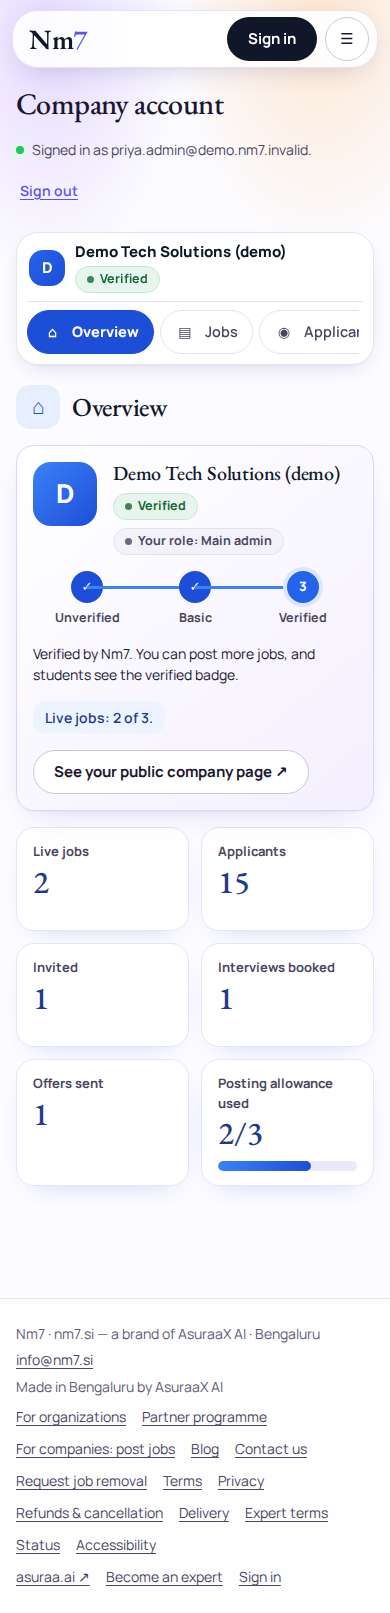 Nm7
Sign in
☰
Company account
Signed in as priya.admin@demo.nm7.invalid.
Sign out
D
Demo Tech Solutions (demo)
Verified
Overview
Jobs
Applicar
Overview
D
Demo Tech Solutions (demo)
Verified
Your role: Main admin
✓ ✓ 3
Unverified Basic Verified
Verified by Nm7. You can post more jobs, and
students see the verified badge.
Live jobs: 2 of 3.
See your public company page ↗
Live jobs
2
Applicants
15
Invited
1
Interviews booked
1
Offers sent
1
Posting allowance
used
2/3
Nm7 · nm7.si — a brand of AsuraaX AI · Bengaluru
info@nm7.si
Made in Bengaluru by AsuraaX AI
For organizations Partner programme
For companies: post jobs Blog Contact us
Request job removal Terms Privacy
Refunds & cancellation Delivery Expert terms
Status Accessibility
asuraa.ai ↗ Become an expert Sign in